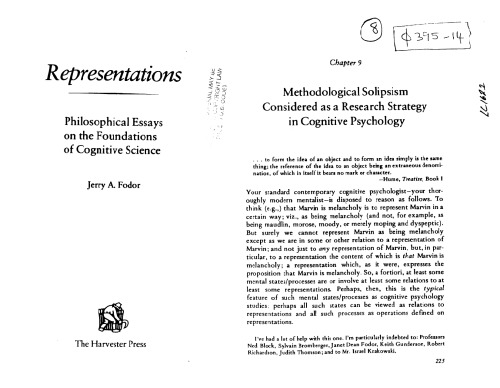 8
φ395-14
Representations
Philosophical Essays
on the Foundations
of Cognitive Science
Jerry A. Fodor
The Harvester Press
Chapter 9
Methodological Solipsism
Considered as a Research Strategy
in Cognitive Psychology
. . . to form the idea of an object and to form an idea simply is the same
thing; the reference of the idea to an object being an extraneous denomi-
nation, of which in itself it bears no mark or character.
—Hume, Treatise, Book I
Your standard contemporary cognitive psychologist—your thor-
oughly modern mentalist—is disposed to reason as follows. To
think (e.g.,) that Marvin is melancholy is to represent Marvin in a
certain way; viz., as being melancholy (and not, for example, as
being maudlin, morose, moody, or merely moping and dyspeptic).
But surely we cannot represent Marvin as being melancholy
except as we are in some or other relation to a representation of
Marvin; and not just to any representation of Marvin, but, in par-
ticular, to a representation the content of which is that Marvin is
melancholy; a representation which, as it were, expresses the
proposition that Marvin is melancholy. So, a fortiori, at least some
mental states/processes are or involve at least some relations to at
least some representations. Perhaps, then, this is the typical
feature of such mental states/processes as cognitive psychology
studies; perhaps all such states can be viewed as relations to
representations and all such processes as operations defined on
representations.
I've had a lot of help with this one. I'm particularly indebted to: Professors
Ned Block, Sylvain Bromberger, Janet Dean Fodor, Keith Gunderson, Robert
Richardson, Judith Thomson; and to Mr. Israel Krakowski.
225